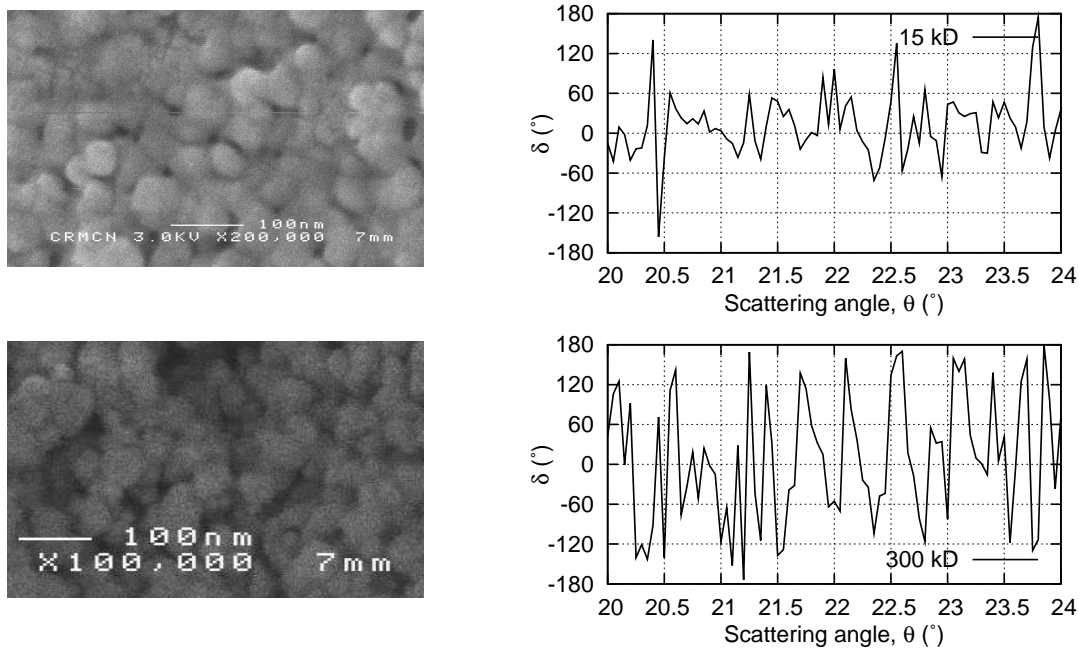 100nm
CRMCN 3.0KV X200,000 7mm
180
120
60
0
-60
-120
-180
δ (°)
15 kD
20 20.5 21 21.5 22 22.5 23 23.5 24
Scattering angle, θ (°)
100nm
X100,000 7mm
180
120
60
0
-60
-120
-180
δ (°)
300 kD
20 20.5 21 21.5 22 22.5 23 23.5 24
Scattering angle, θ (°)